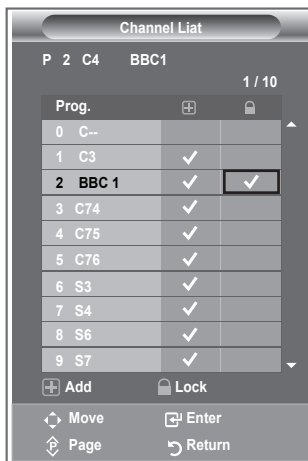 Channel Liat
P 2 C4 BBC1
1 / 10
Prog.
0 C--
1 C3
2 BBC 1
3 C74
4 C75
5 C76
6 S3
7 S4
8 S6
9 S7
Add Lock
Move Enter
Page Return